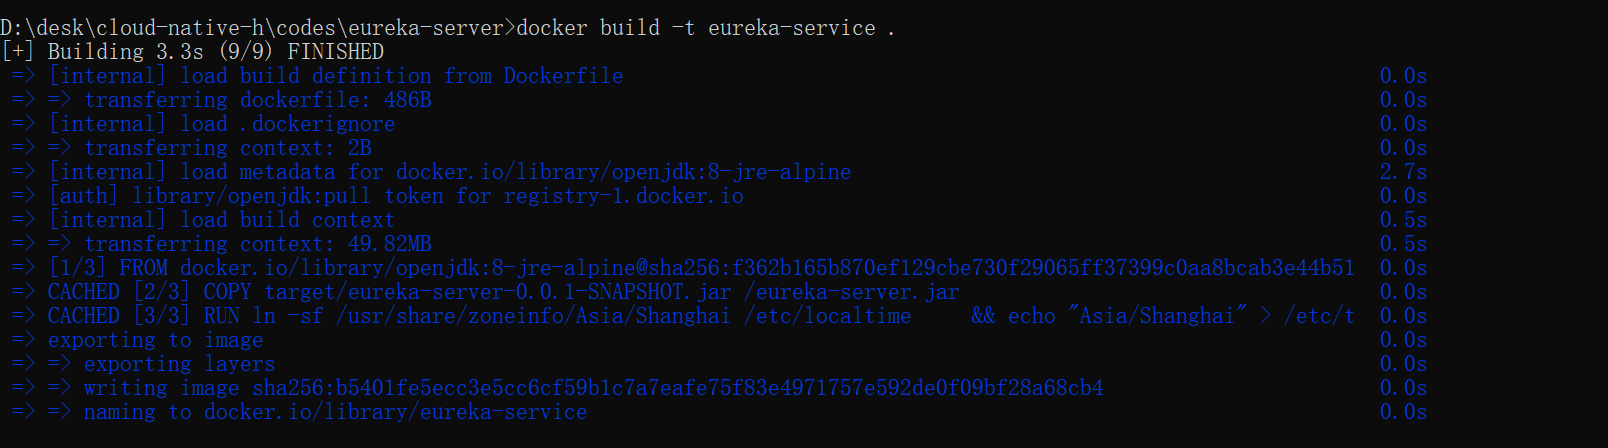 D:\desk\cloud-native-h\codes\eureka-server>docker build -t eureka-service .
[+] Building 3.3s (9/9) FINISHED
=> [internal] load build definition from Dockerfile 0.0s
=> => transferring dockerfile: 486B 0.0s
=> [internal] load .dockerignore 0.0s
=> => transferring context: 2B 0.0s
=> [internal] load metadata for docker.io/library/openjdk:8-jre-alpine 2.7s
=> [auth] library/openjdk:pull token for registry-1.docker.io 0.0s
=> [internal] load build context 0.5s
=> => transferring context: 49.82MB 0.5s
=> [1/3] FROM docker.io/library/openjdk:8-jre-alpine@sha256:f362b165b870ef129cbe730f29065ff37399c0aa8bcab3e44b51 0.0s
=> CACHED [2/3] COPY target/eureka-server-0.0.1-SNAPSHOT.jar /eureka-server.jar 0.0s
=> CACHED [3/3] RUN ln -sf /usr/share/zoneinfo/Asia/Shanghai /etc/localtime     && echo "Asia/Shanghai" > /etc/t 0.0s
=> exporting to image 0.0s
=> => exporting layers 0.0s
=> => writing image sha256:b5401fe5ecc3e5cc6cf59b1c7a7eafe75f83e4971757e592de0f09bf28a68cb4 0.0s
=> => naming to docker.io/library/eureka-service 0.0s